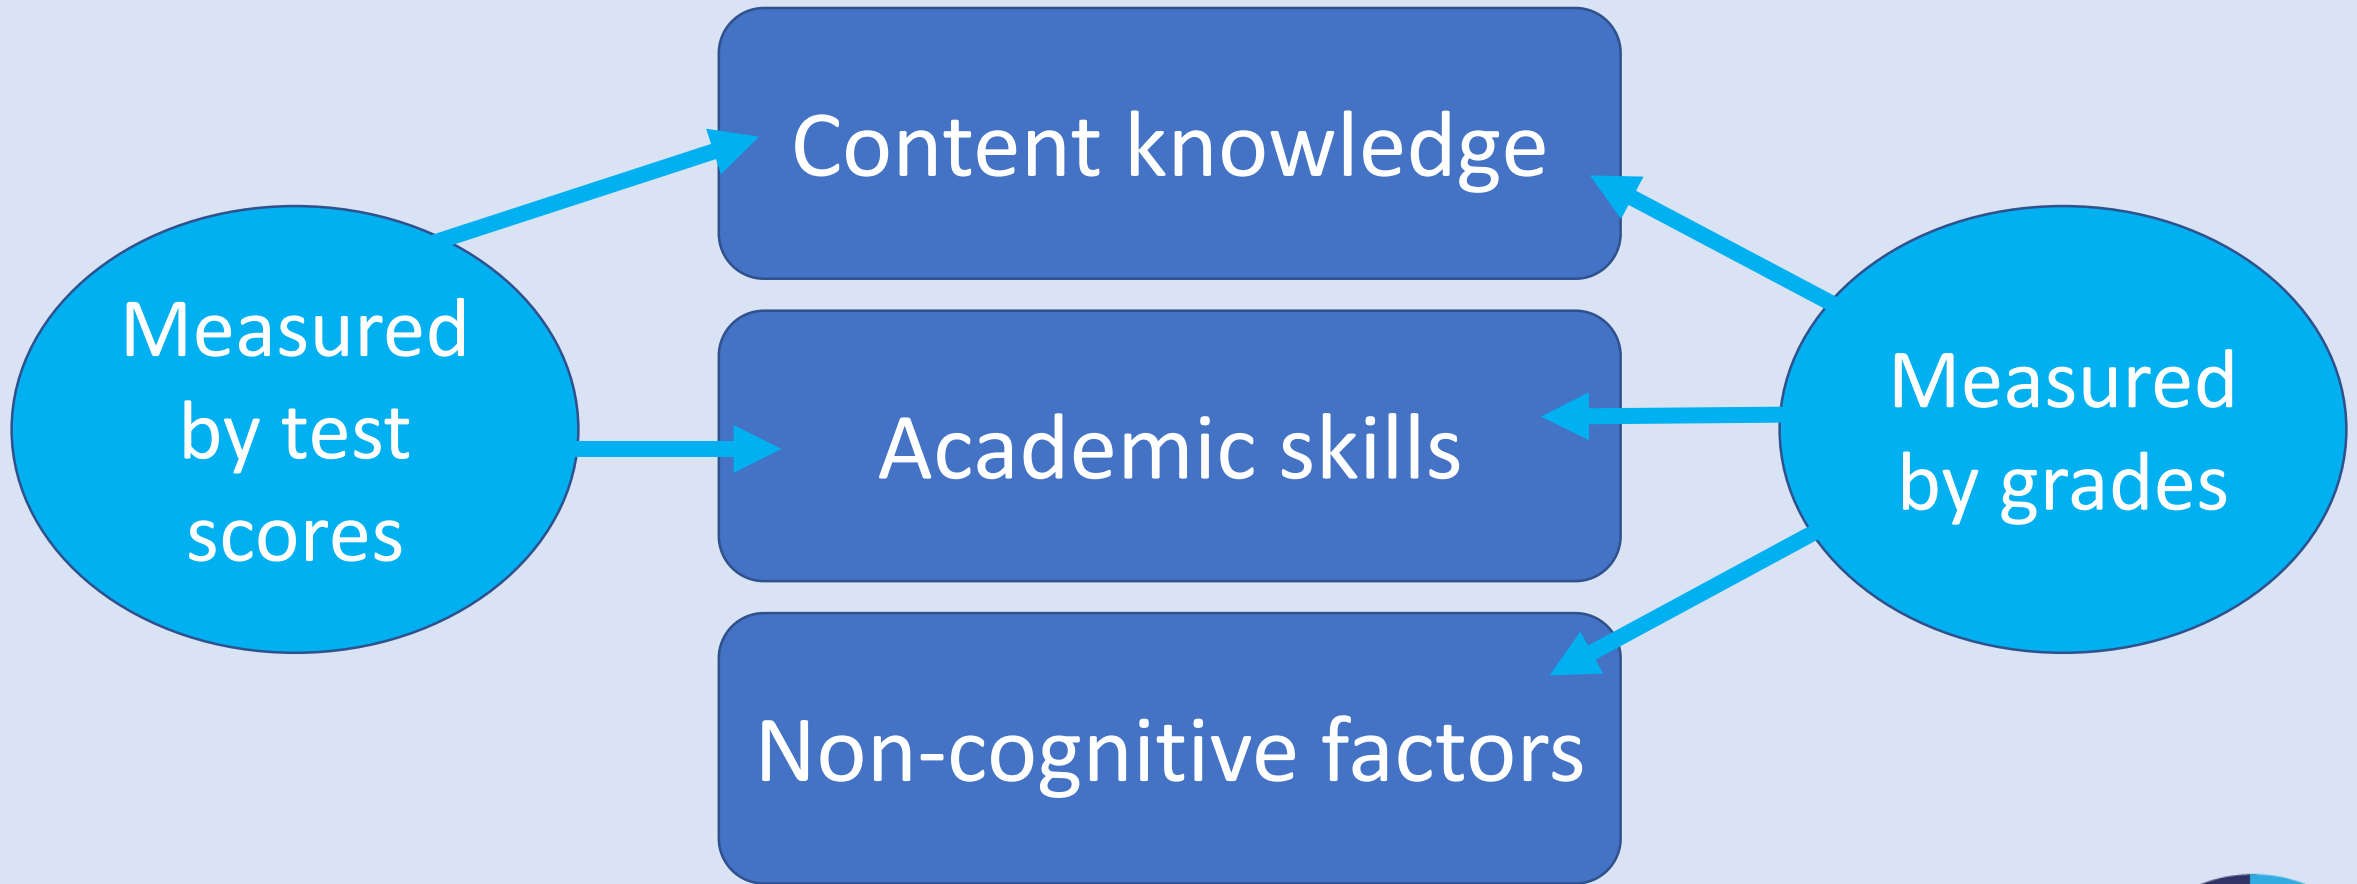 Content knowledge
Measured
by test
scores
Academic skills
Measured
by grades
Non-cognitive factors